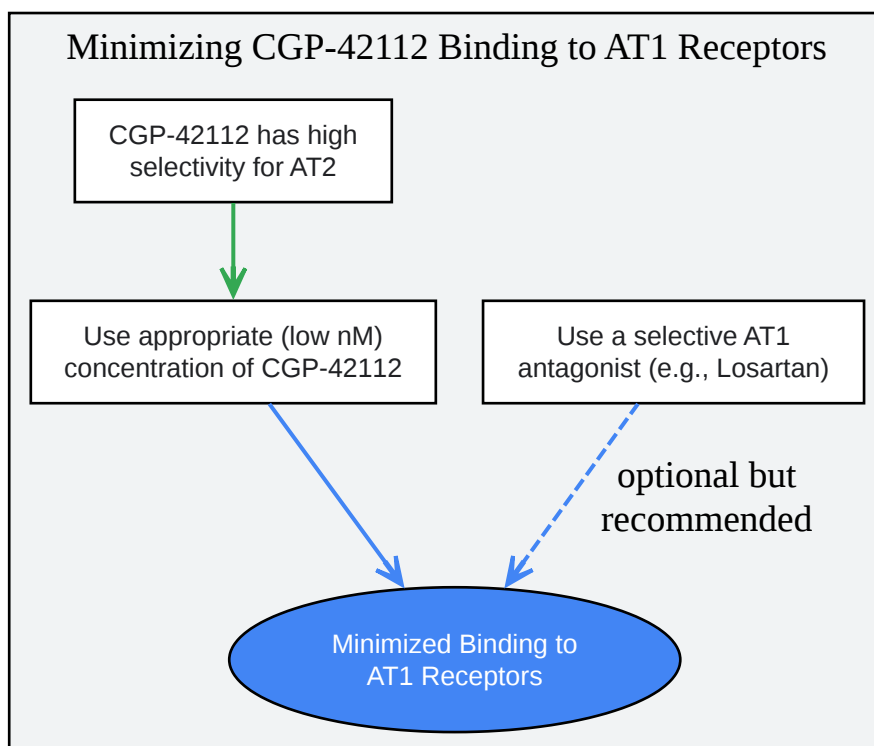 Minimizing CGP-42112 Binding to AT1 Receptors
CGP-42112 has high
selectivity for AT2
Use appropriate (low nM)
concentration of CGP-42112
Use a selective AT1
antagonist (e.g., Losartan)
optional but
recommended
Minimized Binding to
AT1 Receptors